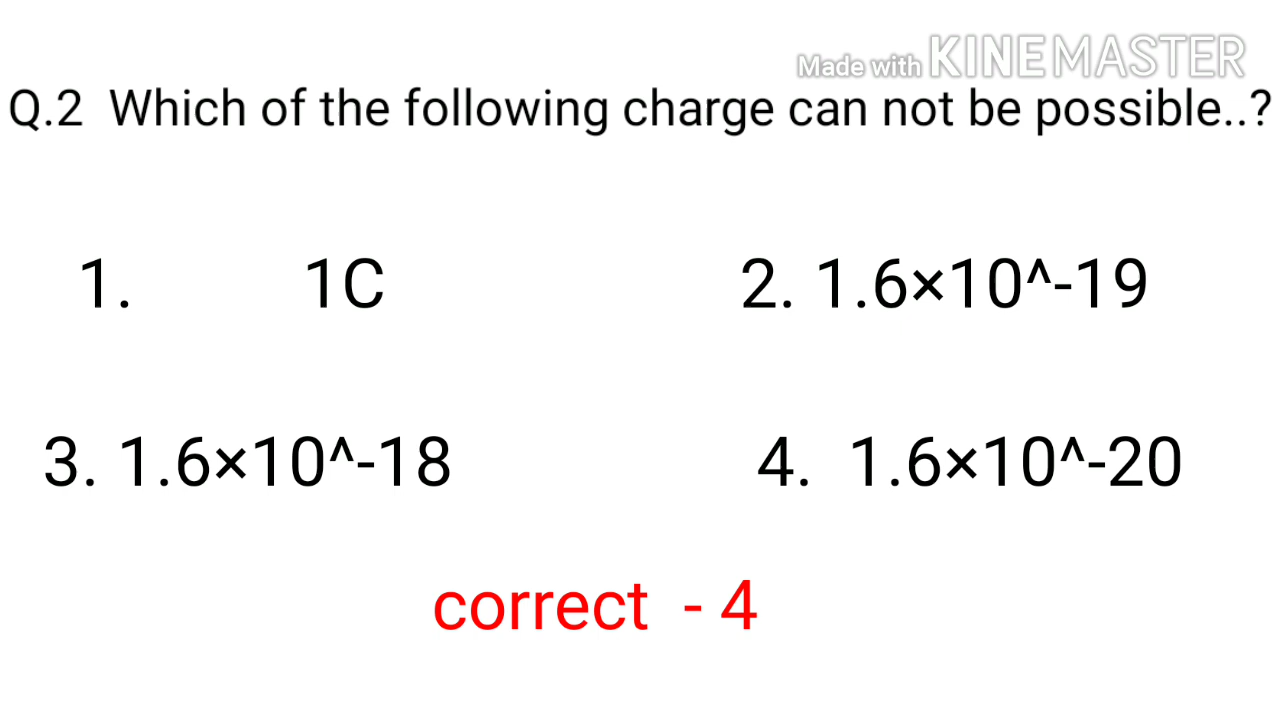 Made with KINEMASTER
Q.2 Which of the following charge can not be possible..?
1. 1C 2. 1.6×10^-19
3. 1.6×10^-18 4. 1.6×10^-20
correct - 4